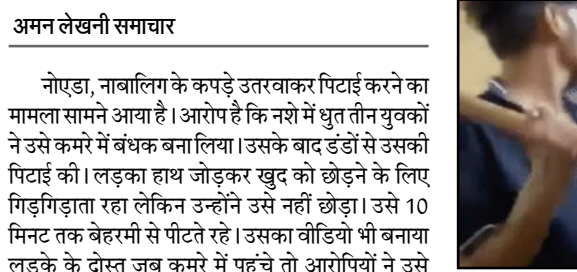 अमन लेखनी समाचार
नोएडा, नाबालिग के कपड़े उतरवाकर पिटाई करने का
मामला सामने आया है। आरोप है कि नशे में धुत तीन युवकों
ने उसे कमरे में बंधक बना लिया। उसके बाद डंडों से उसकी
पिटाई की। लड़का हाथ जोड़कर खुद को छोड़ने के लिए
गिड़गिड़ाता रहा लेकिन उन्होंने उसे नहीं छोड़ा। उसे 10
मिनट तक बेहरमी से पीटते रहे। उसका वीडियो भी बनाया
लड़के के दोस्त जब कमरे में पहुंचे तो आरोपियों ने उसे